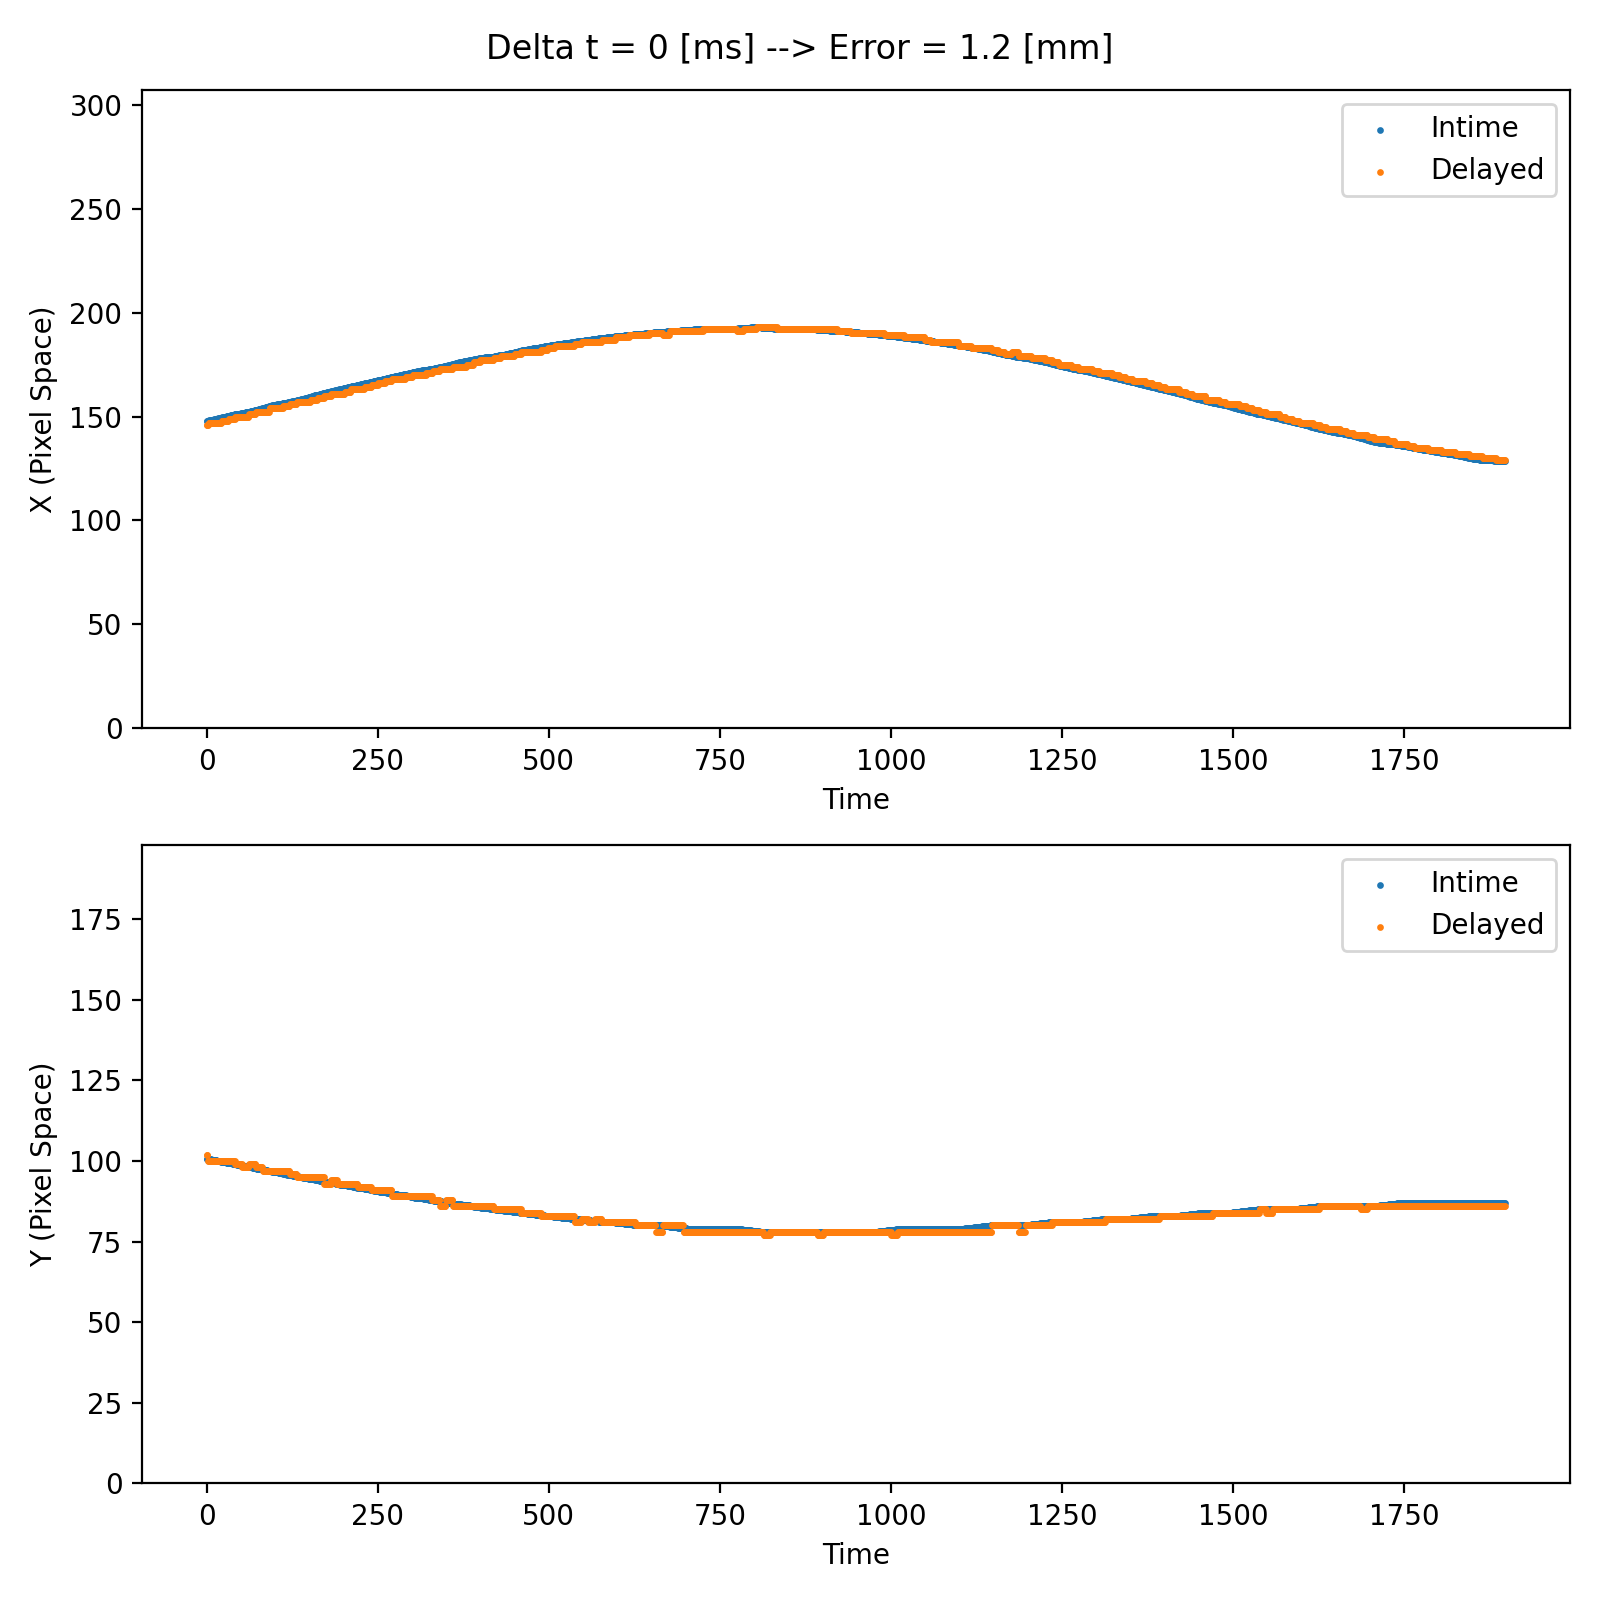 Delta t = 0 [ms] --> Error = 1.2 [mm]
300
250
200
150
100
50
0
X (Pixel Space)
Intime
Delayed
0 250 500 750 1000 1250 1500 1750
Time
175
150
125
100
75
50
25
0
Y (Pixel Space)
Intime
Delayed
0 250 500 750 1000 1250 1500 1750
Time